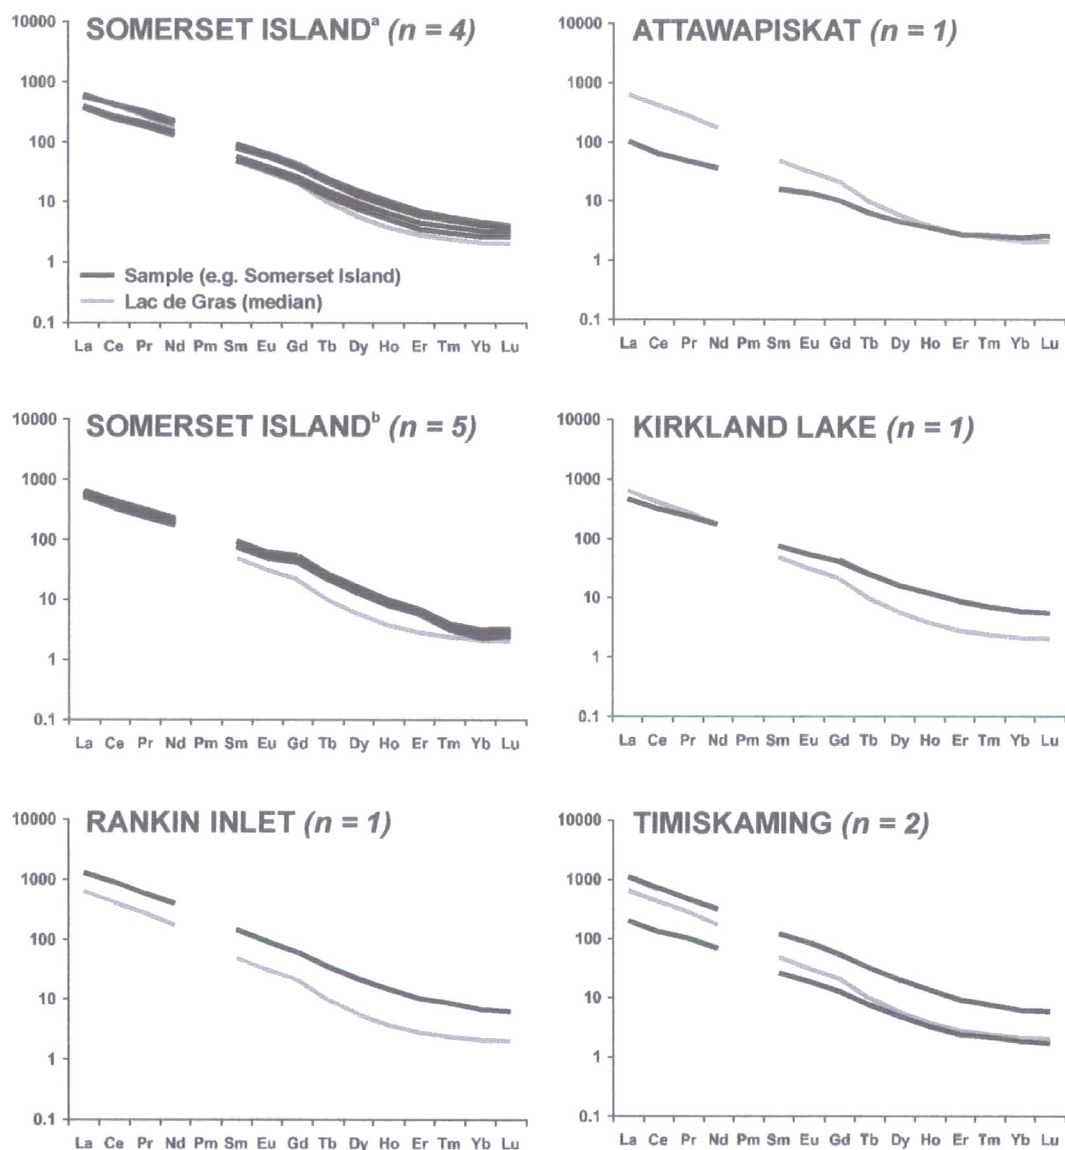 SOMERSET ISLANDa (n = 4)
10000
1000
100
10
1
0.1
Sample (e.g. Somerset Island)
Lac de Gras (median)
La Ce Pr Nd Pm Sm Eu Gd Tb Dy Ho Er Tm Yb Lu
ATTAWAPISKAT (n = 1)
10000
1000
100
10
1
0.1
La Ce Pr Nd Pm Sm Eu Gd Tb Dy Ho Er Tm Yb Lu
SOMERSET ISLANDb (n = 5)
10000
1000
100
10
1
0.1
La Ce Pr Nd Pm Sm Eu Gd Tb Dy Ho Er Tm Yb Lu
KIRKLAND LAKE (n = 1)
10000
1000
100
10
1
0.1
La Ce Pr Nd Pm Sm Eu Gd Tb Dy Ho Er Tm Yb Lu
RANKIN INLET (n = 1)
10000
1000
100
10
1
0.1
La Ce Pr Nd Pm Sm Eu Gd Tb Dy Ho Er Tm Yb Lu
TIMISKAMING (n = 2)
10000
1000
100
10
1
0.1
La Ce Pr Nd Pm Sm Eu Gd Tb Dy Ho Er Tm Yb Lu